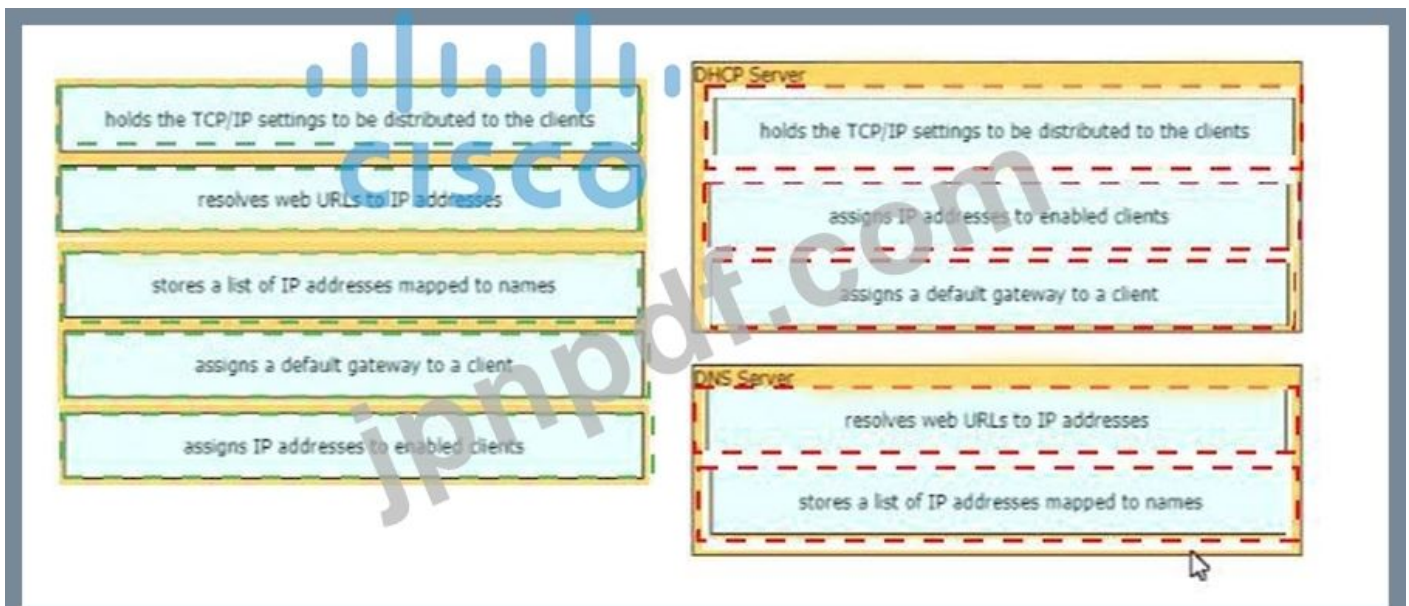 CISCO
holds the TCP/IP settings to be distributed to the clients
resolves web URLs to IP addresses
stores a list of IP addresses mapped to names
assigns a default gateway to a client
assigns IP addresses to enabled clients
DHCP Server
holds the TCP/IP settings to be distributed to the clients
assigns IP addresses to enabled clients
assigns a default gateway to a client
DNS Server
resolves web URLs to IP addresses
stores a list of IP addresses mapped to names
jpnpdf.com